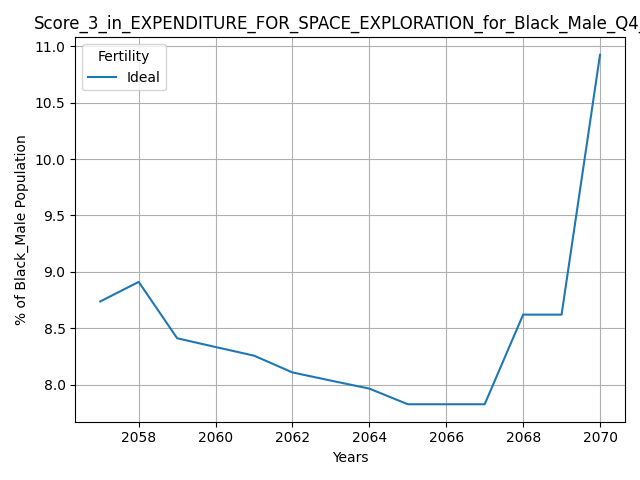 Score_3_in_EXPENDITURE_FOR_SPACE_EXPLORATION_for_Black_Male_Q4_
Fertility
Ideal
% of Black_Male Population
11.0
10.5
10.0
9.5
9.0
8.5
8.0
2058 2060 2062 2064 2066 2068 2070
Years